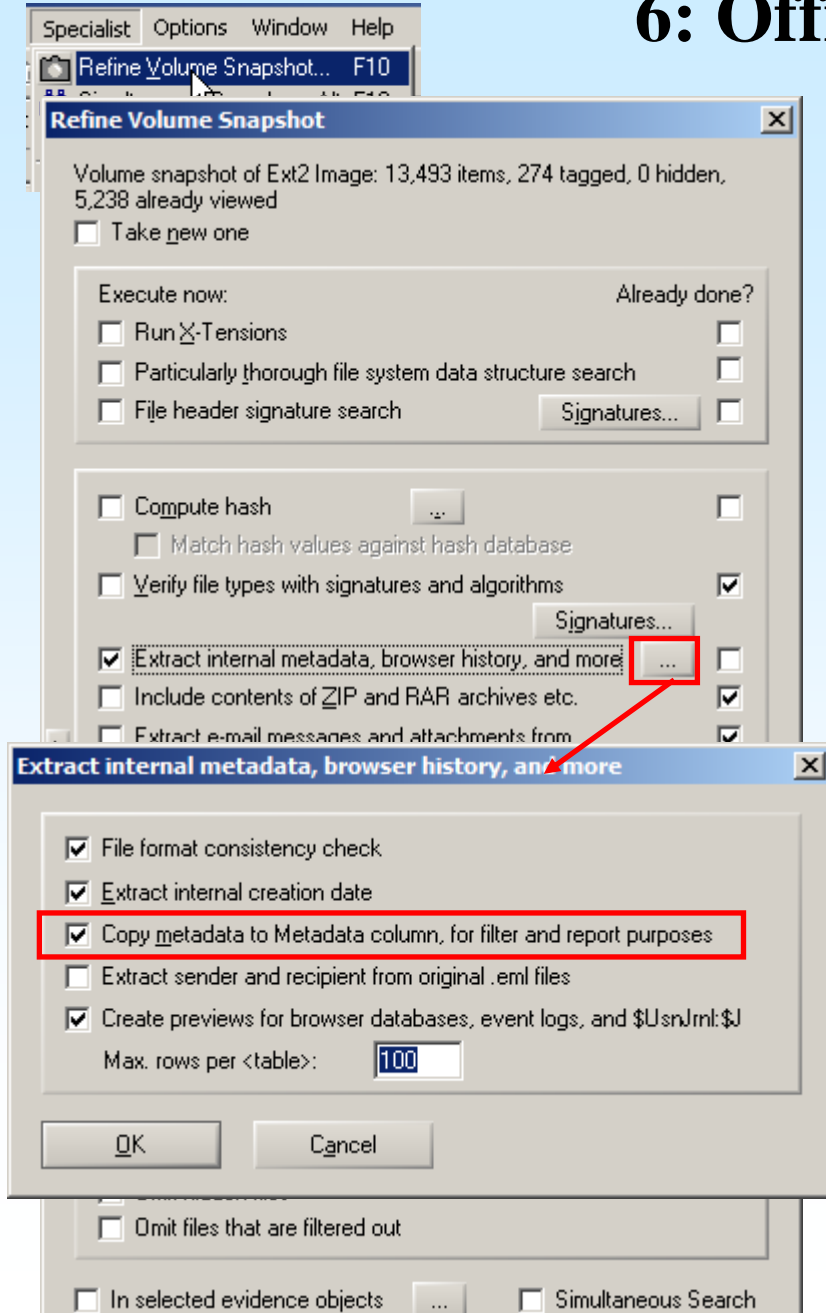 6: Offi
Specialist Options Window Help
Refine Volume Snapshot... F10
Refine Volume Snapshot
Volume snapshot of Ext2 Image: 13,493 items, 274 tagged, 0 hidden,
5,238 already viewed
Take new one
Execute now: Already done?
Run X-Tensions
Particularly thorough file system data structure search
File header signature search Signatures...
Compute hash ...
Match hash values against hash database
Verify file types with signatures and algorithms
Signatures...
Extract internal metadata, browser history, and more ...
Include contents of ZIP and RAR archives etc.
Extract e-mail messages and attachments from
Extract internal metadata, browser history, and more
File format consistency check
Extract internal creation date
Copy metadata to Metadata column, for filter and report purposes
Extract sender and recipient from original .eml files
Create previews for browser databases, event logs, and $UsnJrnl:$J
Max. rows per <table>: 100
OK Cancel
Omit files that are filtered out
In selected evidence objects ... Simultaneous Search